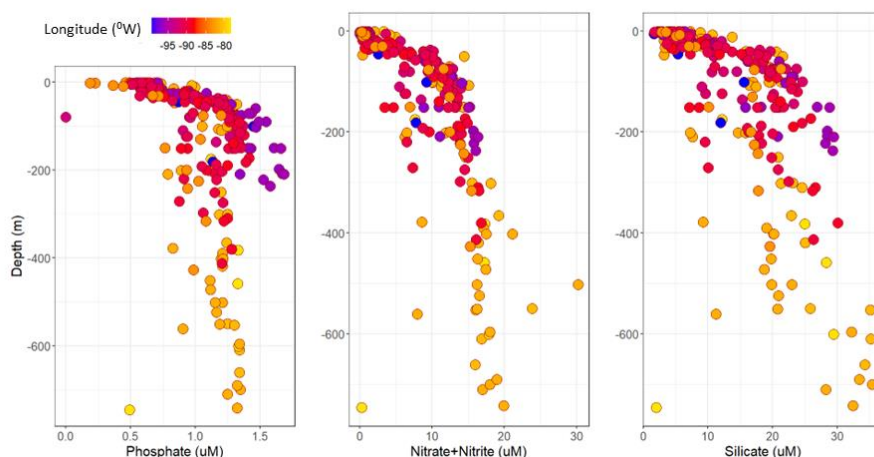 Longitude (⁰W)
-95 -90 -85 -80
Depth (m)
0
-200
-400
-600
0.0 0.5 1.0 1.5
Phosphate (uM)
0
-200
-400
-600
0 10 20 30
Nitrate+Nitrite (uM)
0
-200
-400
-600
0 10 20 30
Silicate (uM)